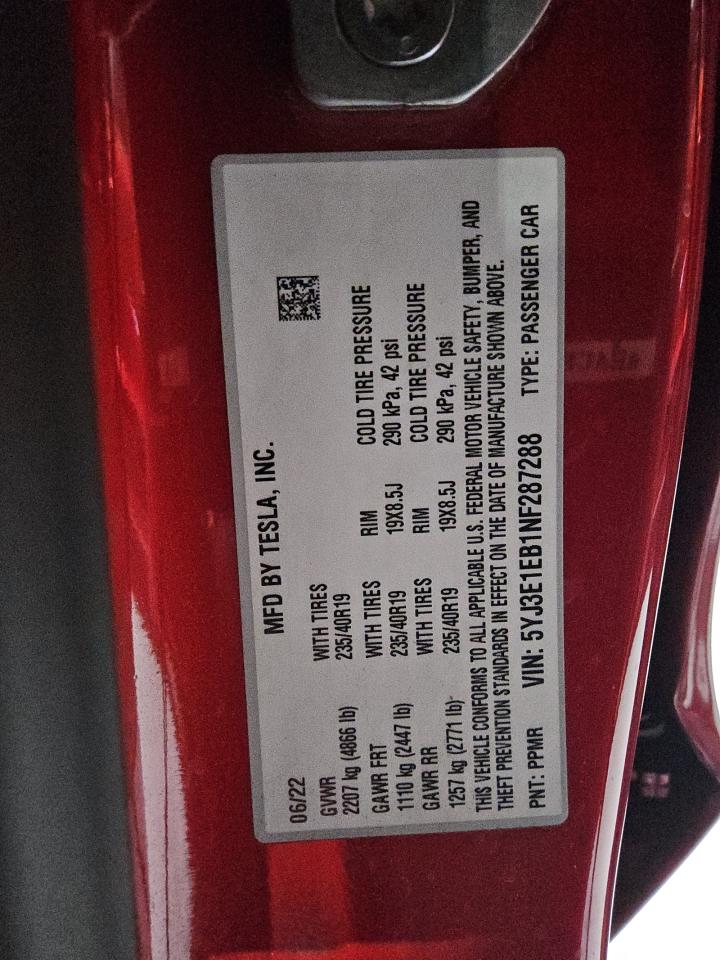 MFD BY TESLA, INC.
06/22
GVWR WITH TIRES
2207 kg (4866 lb) 235/40R19
GAWR FRT WITH TIRES RIM COLD TIRE PRESSURE
1110 kg (2447 lb) 235/40R19 19X8.5J 290 kPa, 42 psi
GAWR RR WITH TIRES RIM COLD TIRE PRESSURE
1257 kg (2771 lb) 235/40R19 19X8.5J 290 kPa, 42 psi
THIS VEHICLE CONFORMS TO ALL APPLICABLE U.S. FEDERAL MOTOR VEHICLE SAFETY, BUMPER, AND
THEFT PREVENTION STANDARDS IN EFFECT ON THE DATE OF MANUFACTURE SHOWN ABOVE.
PNT: PPMR VIN: 5YJ3E1EB1NF287288 TYPE: PASSENGER CAR